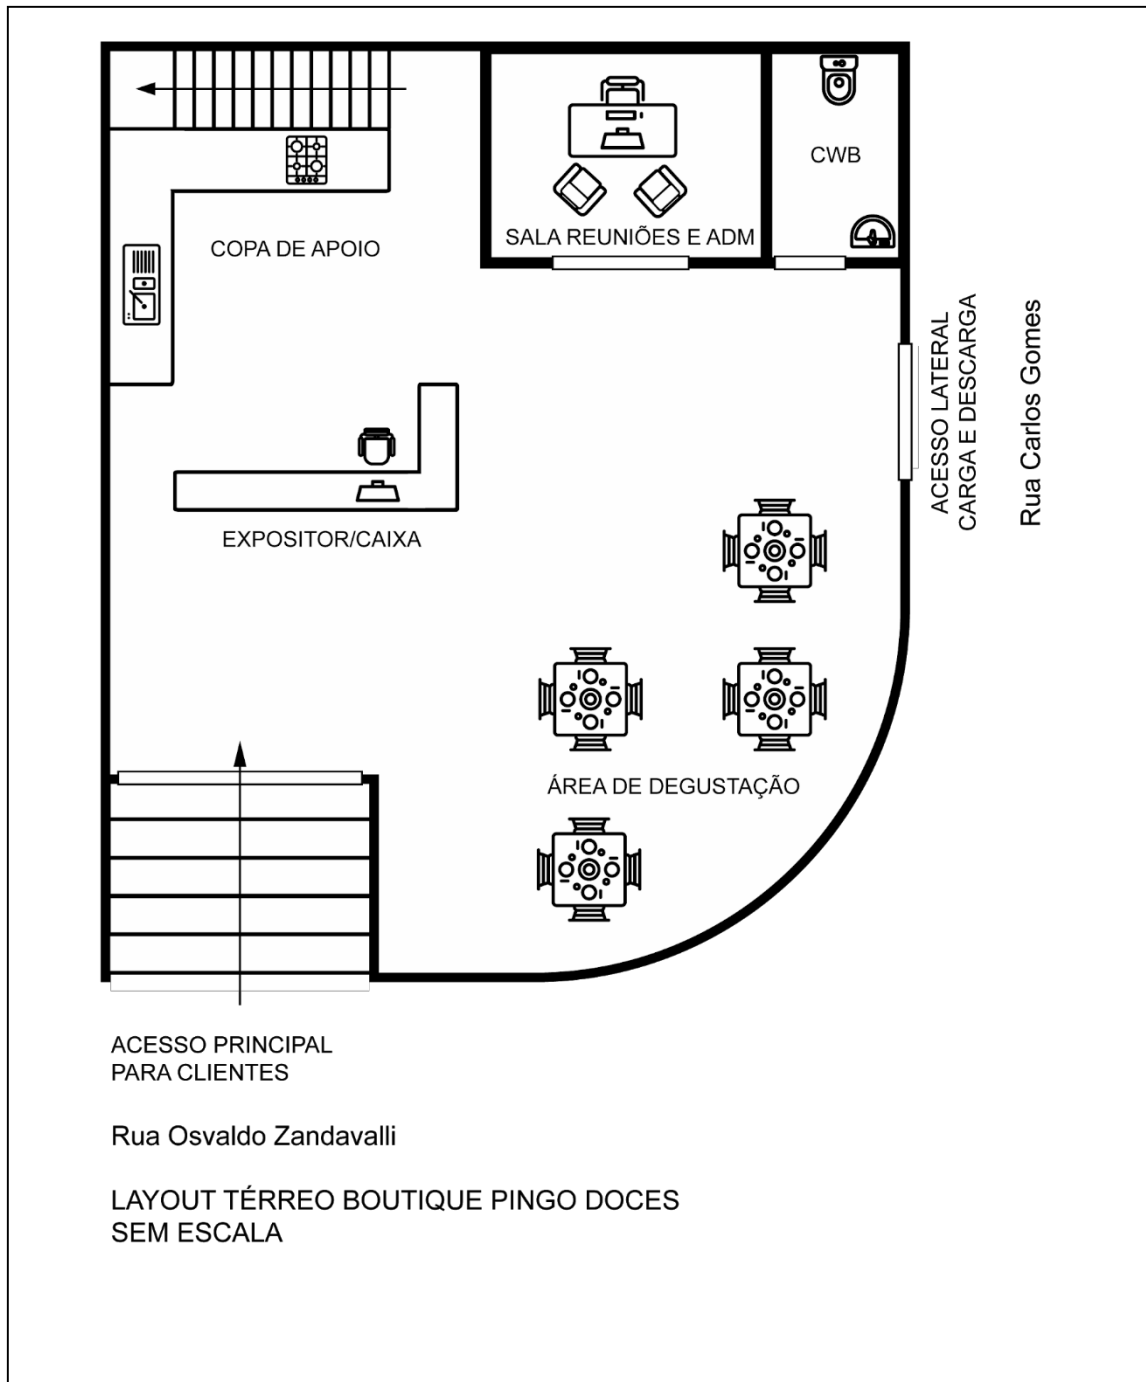 CWB
SALA REUNIÕES E ADM
COPA DE APOIO
ACESSO LATERAL
CARGA E DESCARGA
Rua Carlos Gomes
EXPOSITOR/CAIXA
ÁREA DE DEGUSTAÇÃO
ACESSO PRINCIPAL
PARA CLIENTES
Rua Osvaldo Zandavalli
LAYOUT TÉRREO BOUTIQUE PINGO DOCES
SEM ESCALA